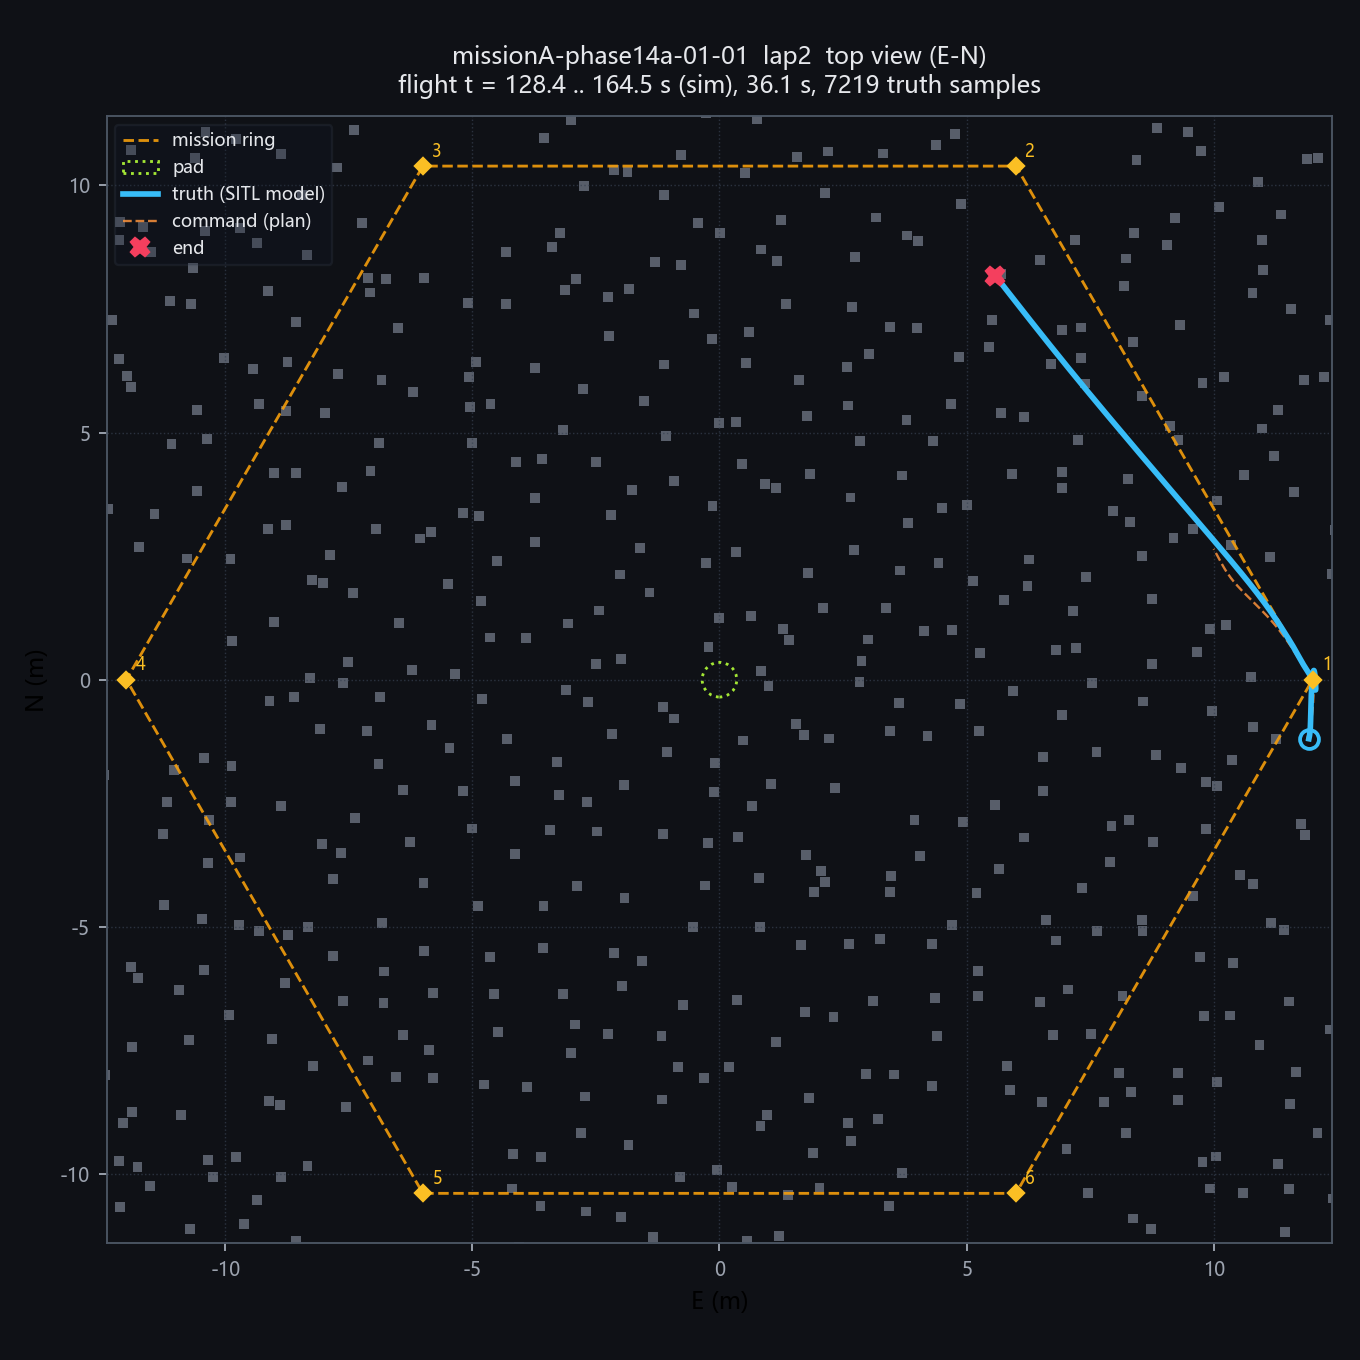 missionA-phase14a-01-01  lap2  top view (E-N)
flight t = 128.4 .. 164.5 s (sim), 36.1 s, 7219 truth samples
mission ring
pad
truth (SITL model)
command (plan)
end
3
2
4
1
5
6
10
5
0
-5
-10
N (m)
-10
-5
0
5
10
E (m)